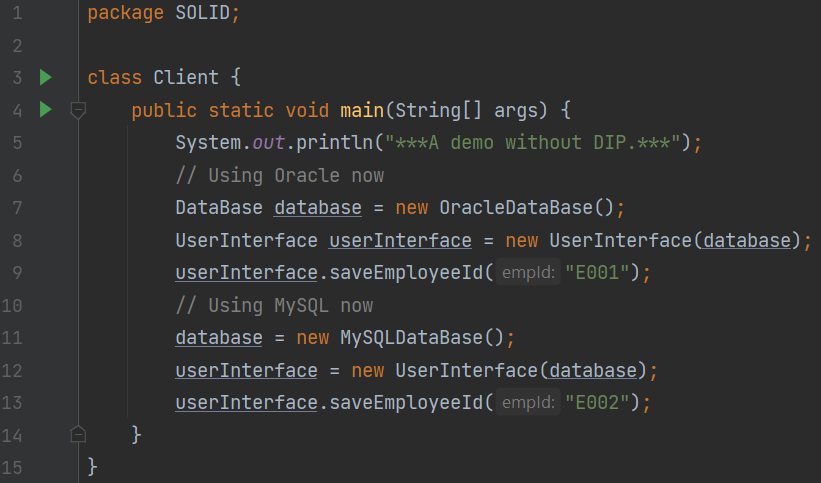 1 package SOLID;
2
3 class Client {
4 public static void main(String[] args) {
5 System.out.println("***A demo without DIP.***");
6 // Using Oracle now
7 DataBase database = new OracleDataBase();
8 UserInterface userInterface = new UserInterface(database);
9 userInterface.saveEmployeeId( empId: "E001");
10 // Using MySQL now
11 database = new MySQLDataBase();
12 userInterface = new UserInterface(database);
13 userInterface.saveEmployeeId( empId: "E002");
14 }
15 }